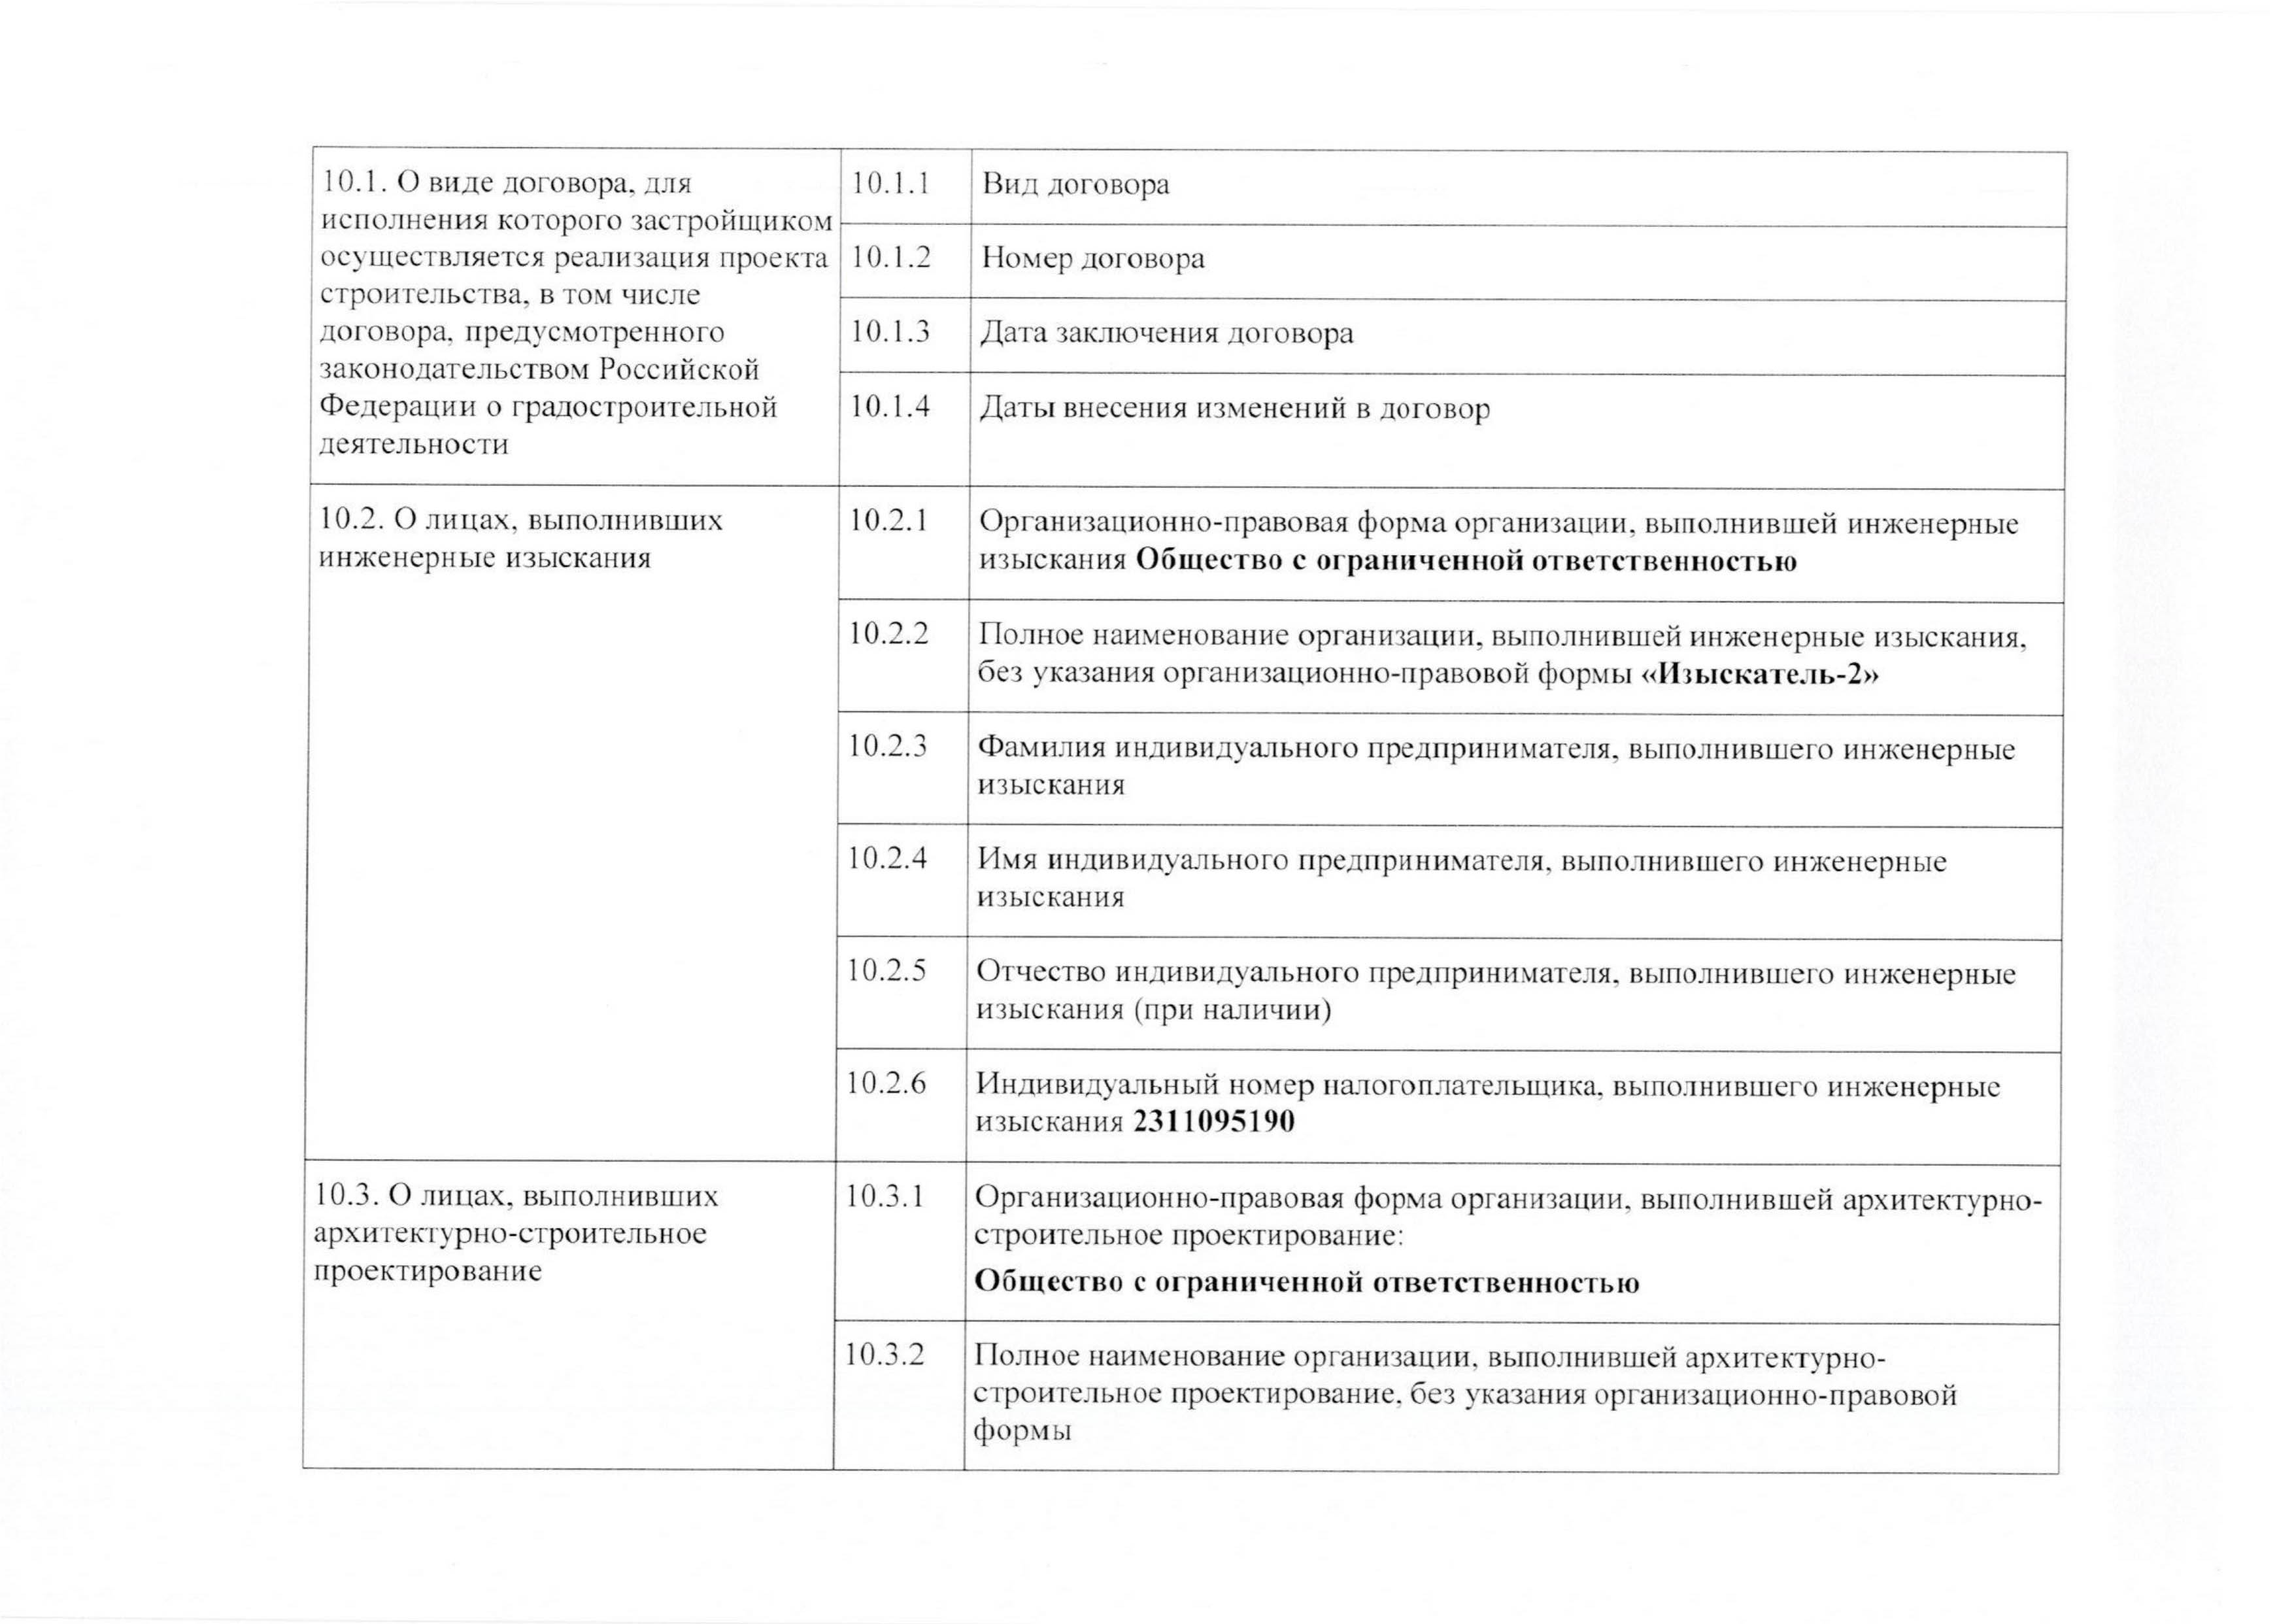 10.1. О виде договора, для
исполнения которого застройщиком
осуществляется реализация проекта
строительства, в том числе
договора, предусмотренного
законодательством Российской
Федерации о градостроительной
деятельности
10.1.1
Вид договора
10.1.2
Номер договора
10.1.3
Дата заключения договора
10.1.4
Даты внесения изменений в договор
10.2. О лицах, выполнивших
инженерные изыскания
10.2.1
Организационно-правовая форма организации, выполнившей инженерные
изыскания Общество с ограниченной ответственностью
10.2.2
Полное наименование организации, выполнившей инженерные изыскания,
без указания организационно-правовой формы «Изыскатель-2»
10.2.3
Фамилия индивидуального предпринимателя, выполнившего инженерные
изыскания
10.2.4
Имя индивидуального предпринимателя, выполнившего инженерные
изыскания
10.2.5
Отчество индивидуального предпринимателя, выполнившего инженерные
изыскания (при наличии)
10.2.6
Индивидуальный номер налогоплательщика, выполнившего инженерные
изыскания 2311095190
10.3. О лицах, выполнивших
архитектурно-строительное
проектирование
10.3.1
Организационно-правовая форма организации, выполнившей архитектурно-
строительное проектирование:
Общество с ограниченной ответственностью
10.3.2
Полное наименование организации, выполнившей архитектурно-
строительное проектирование, без указания организационно-правовой
формы